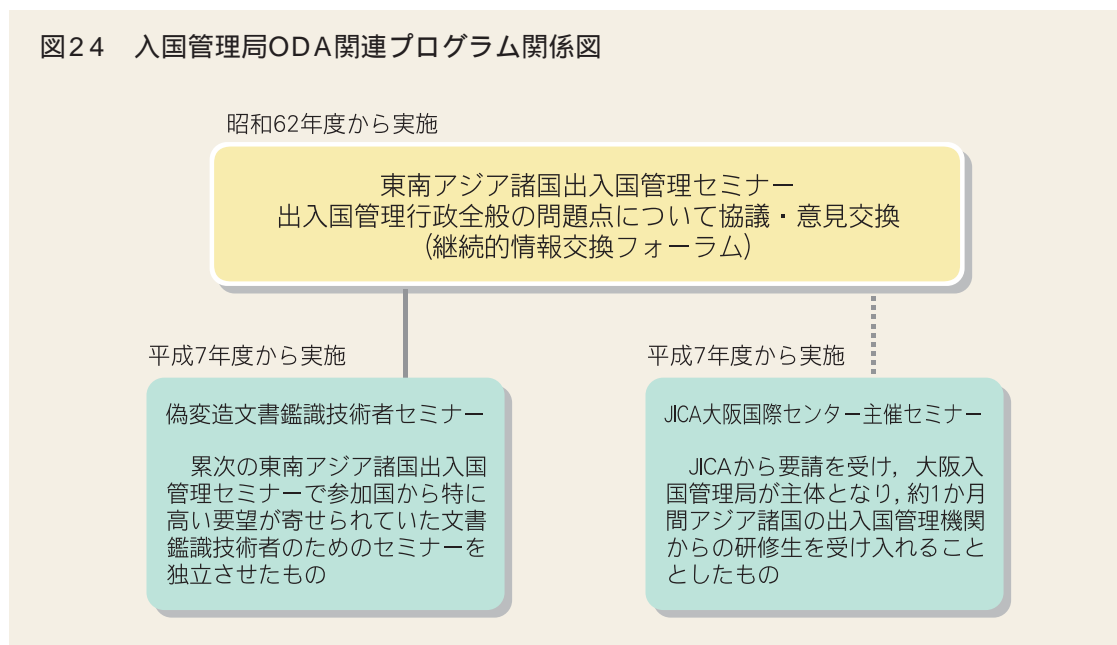 図24　入国管理局ODA関連プログラム関係図
昭和62年度から実施
東南アジア諸国出入国管理セミナー
出入国管理行政全般の問題点について協議・意見交換
(継続的情報交換フォーラム)
平成7年度から実施
偽変造文書鑑識技術者セミナー
累次の東南アジア諸国出入国
管理セミナーで参加国から特に
高い要望が寄せられていた文書
鑑識技術者のためのセミナーを
独立させたもの
平成7年度から実施
JICA大阪国際センター主催セミナー
JICAから要請を受け，大阪入
国管理局が主体となり，約1か月
間アジア諸国の出入国管理機関
からの研修生を受け入れること
としたもの